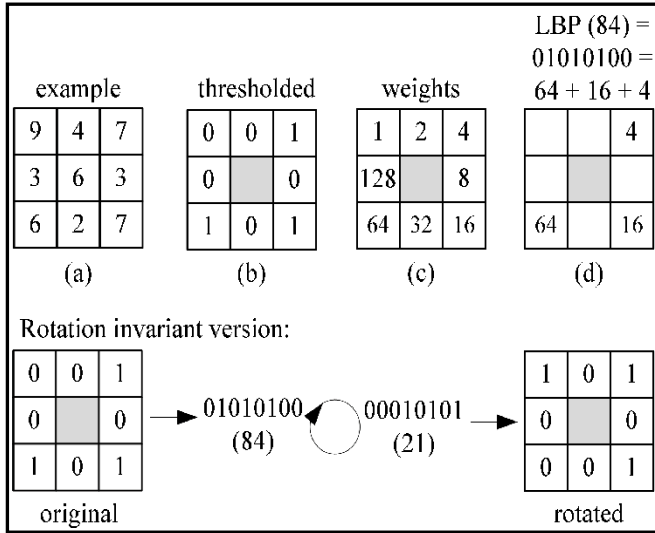 LBP (84) =
01010100 =
64 + 16 + 4
example thresholded weights
9 4 7 0 0 1 1 2 4 4
3 6 3 0 0 128 8
6 2 7 1 0 1 64 32 16 64 16
(a) (b) (c) (d)
Rotation invariant version:
0 0 1 1 0 1
01010100 00010101
0 0 0 0
(84) (21)
1 0 1 0 0 1
original rotated